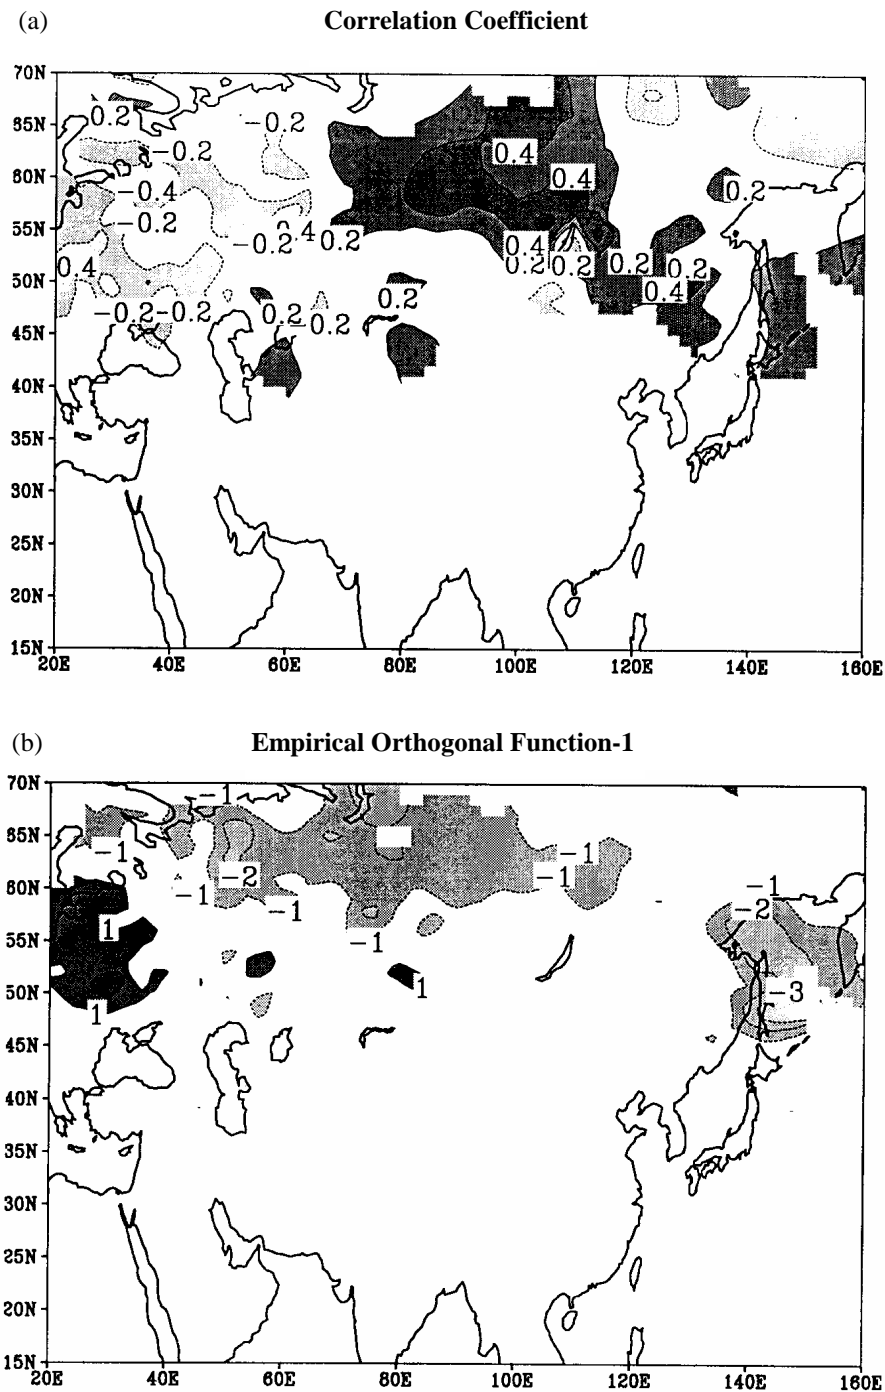 (a) Correlation Coefficient
70N
0.2 -0.2
65N
-0.2 0.4
60N -0.4 0.4 0.2
55N -0.2
-0.2 0.4 0.2 0.4
0.4 0.2 0.2 0.2 0.2
50N 0.4
-0.2 -0.2 0.2 -0.2 0.2
45N
40N
35N
30N
25N
20N
15N
20E 40E 60E 80E 100E 120E 140E 160E
(b) Empirical Orthogonal Function-1
70N
-1
65N
-1 -1
-2 -1
60N -1 -1 -1
-2
55N 1 -1
50N 1 1 -3
45N
40N
35N
30N
25N
20N
15N
20E 40E 60E 80E 100E 120E 140E 160E